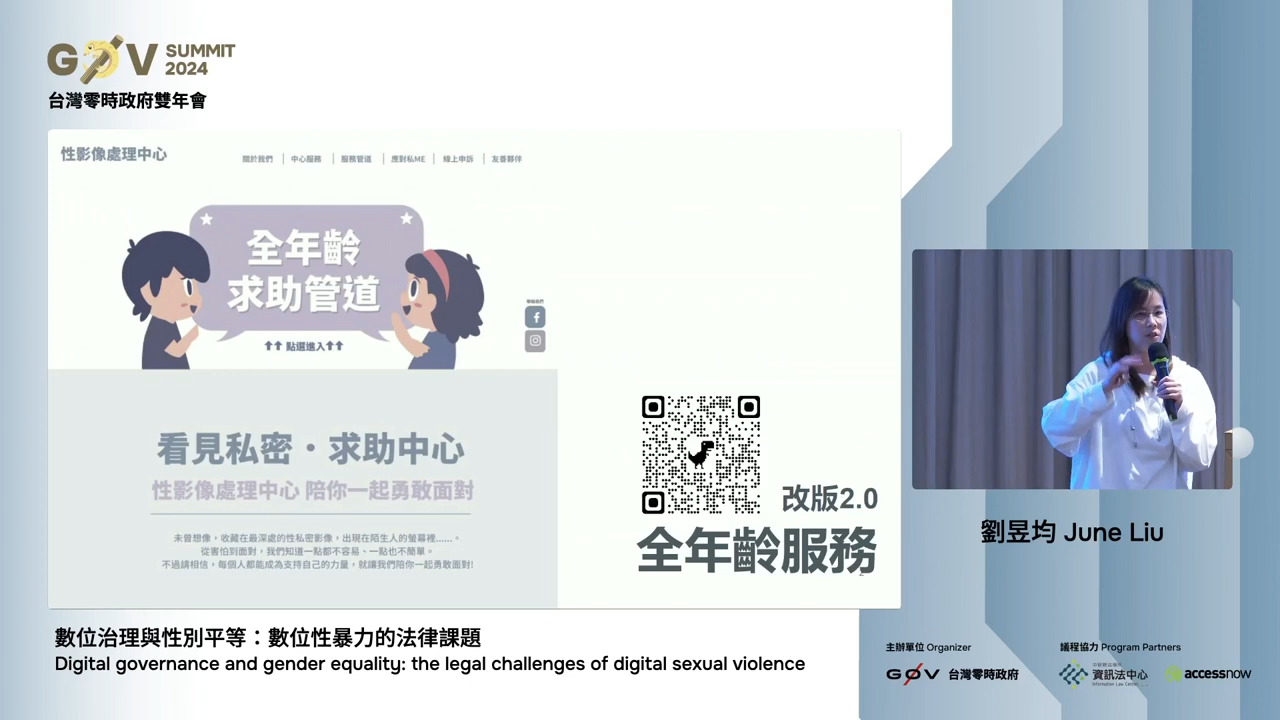 G0V SUMMIT 2024
台灣零時政府雙年會
性影像處理中心
關於我們
中心服務
服務管道
應對私ME
線上申訴
友善夥伴
全年齡
求助管道
⬆⬆ 點選進入⬆⬆
聯絡我們
看見私密・求助中心
性影像處理中心 陪你一起勇敢面對
未曾想像,收藏在最深處的性私密影像,出現在陌生人的螢幕裡......。
從害怕到面對,我們知道一點都不容易、一點也不簡單。
不過請相信,每個人都能成為支持自己的力量,就讓我們陪你一起勇敢面對!
改版2.0
全年齡服務
2
劉昱均 June Liu
數位治理與性別平等:數位性暴力的法律課題
Digital governance and gender equality: the legal challenges of digital sexual violence
主辦單位 Organizer
G0V 台灣零時政府
議程協力 Program Partners
資訊法中心
Information Law Center
accessnow